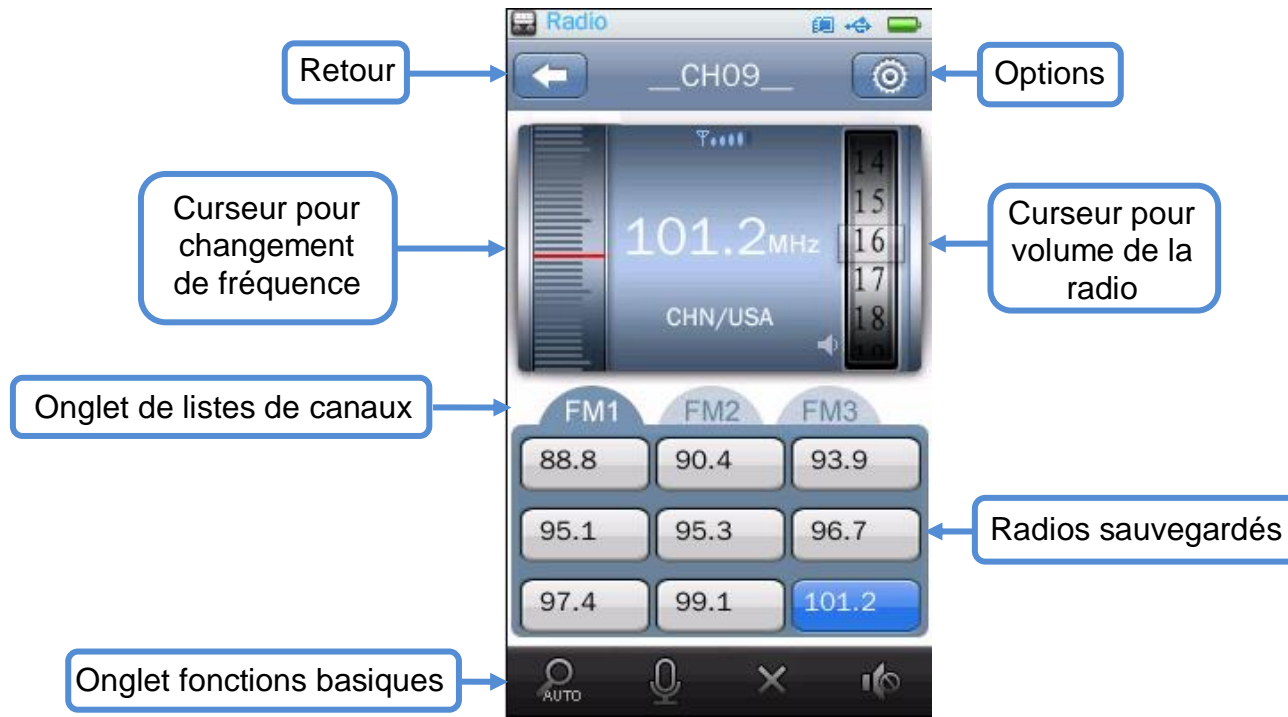 Radio
Retour
__CH09__
Options
14
15
Curseur pour
changement
de fréquence
101.2MHz
16
Curseur pour
volume de la
radio
17
CHN/USA
18
Onglet de listes de canaux
FM1 FM2 FM3
88.8 90.4 93.9
95.1 95.3 96.7
Radios sauvegardés
97.4 99.1 101.2
Onglet fonctions basiques
AUTO